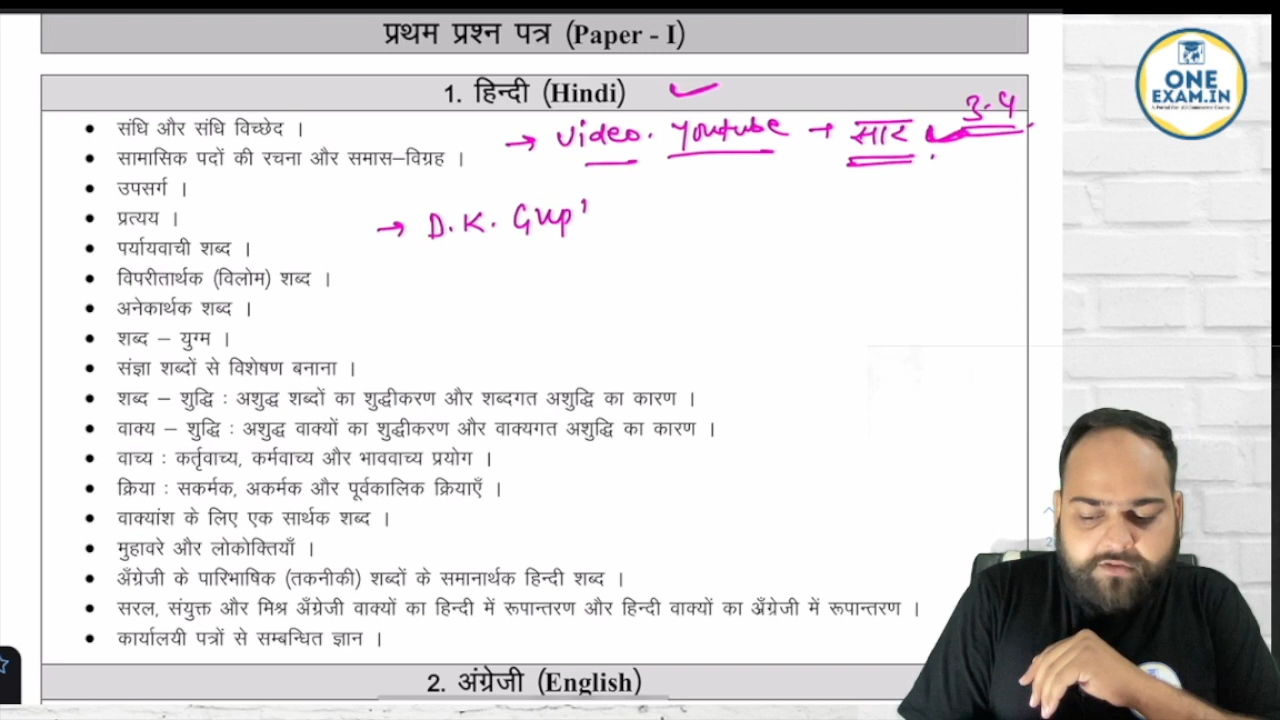 प्रथम प्रश्न पत्र (Paper - I)
1. हिन्दी (Hindi)
ONE
EXAM.IN
3-4
• संधि और संधि विच्छेद ।
→ Video. Youtube → सार
• सामासिक पदों की रचना और समास–विग्रह ।
• उपसर्ग ।
• प्रत्यय ।
→ D.K. Gup
• पर्यायवाची शब्द ।
• विपरीतार्थक (विलोम) शब्द ।
• अनेकार्थक शब्द ।
• शब्द – युग्म ।
• संज्ञा शब्दों से विशेषण बनाना ।
• शब्द – शुद्धि : अशुद्ध शब्दों का शुद्धीकरण और शब्दगत अशुद्धि का कारण ।
• वाक्य – शुद्धि : अशुद्ध वाक्यों का शुद्धीकरण और वाक्यगत अशुद्धि का कारण ।
• वाच्य : कर्तृवाच्य, कर्मवाच्य और भाववाच्य प्रयोग ।
• क्रिया : सकर्मक, अकर्मक और पूर्वकालिक क्रियाएँ ।
• वाक्यांश के लिए एक सार्थक शब्द ।
• मुहावरे और लोकोक्तियाँ ।
• अँग्रेजी के पारिभाषिक (तकनीकी) शब्दों के समानार्थक हिन्दी शब्द ।
• सरल, संयुक्त और मिश्र अँग्रेजी वाक्यों का हिन्दी में रूपान्तरण और हिन्दी वाक्यों का अँग्रेजी में रूपान्तरण ।
• कार्यालयी पत्रों से सम्बन्धित ज्ञान ।
2. अंग्रेजी (English)